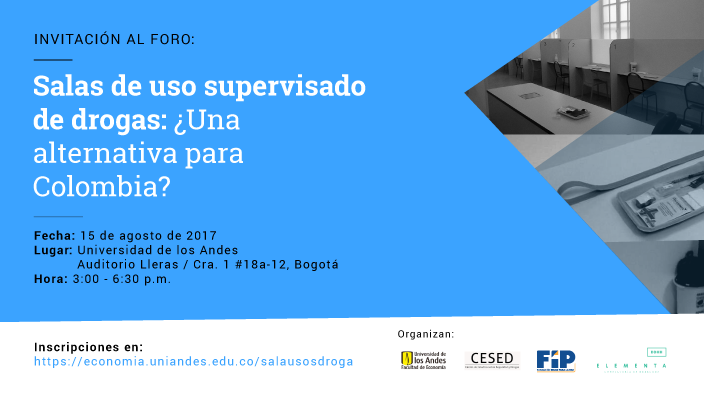 INVITACIÓN AL FORO:
Salas de uso supervisado
de drogas: ¿Una
alternativa para
Colombia?
Fecha: 15 de agosto de 2017
Lugar: Universidad de los Andes
Auditorio Lleras / Cra. 1 #18a-12, Bogotá
Hora: 3:00 - 6:30 p.m.
Inscripciones en:
https://economia.uniandes.edu.co/salausosdroga
Organizan:
Universidad de
los Andes
Facultad de Economía
CESED
FiP
ELEMENTA